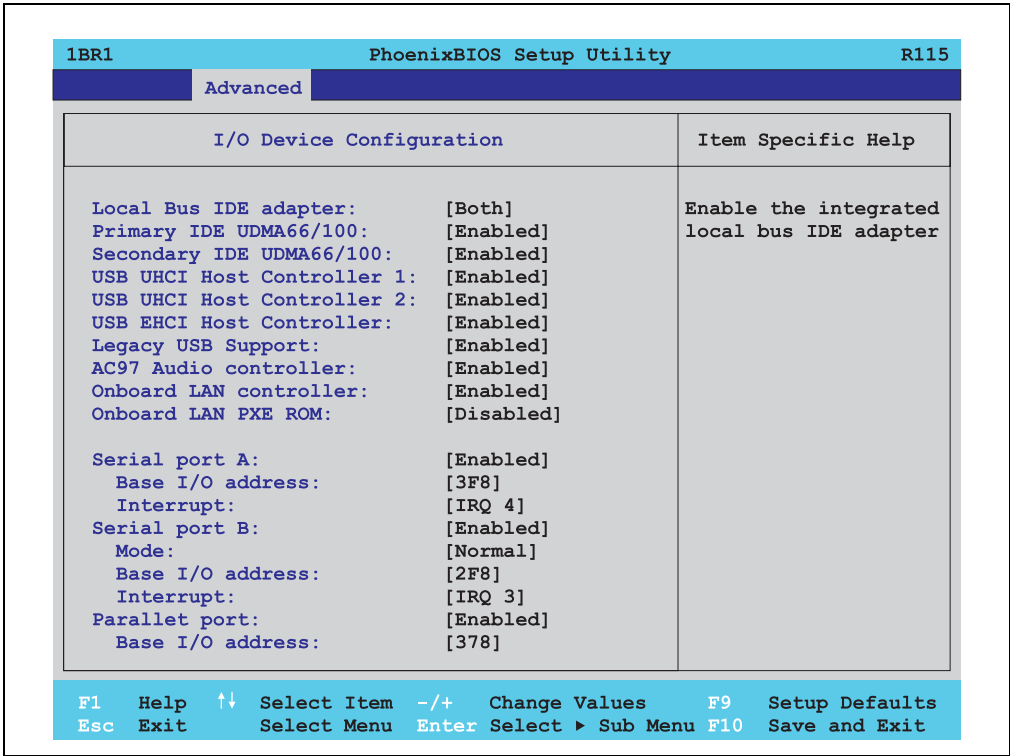 1BR1 PhoenixBIOS Setup Utility R115
Advanced
I/O Device Configuration Item Specific Help
Local Bus IDE adapter: [Both] Enable the integrated
Primary IDE UDMA66/100: [Enabled] local bus IDE adapter
Secondary IDE UDMA66/100: [Enabled]
USB UHCI Host Controller 1: [Enabled]
USB UHCI Host Controller 2: [Enabled]
USB EHCI Host Controller: [Enabled]
Legacy USB Support: [Enabled]
AC97 Audio controller: [Enabled]
Onboard LAN controller: [Enabled]
Onboard LAN PXE ROM: [Disabled]
Serial port A: [Enabled]
Base I/O address: [3F8]
Interrupt: [IRQ 4]
Serial port B: [Enabled]
Mode: [Normal]
Base I/O address: [2F8]
Interrupt: [IRQ 3]
Parallet port: [Enabled]
Base I/O address: [378]
F1 Help ↑↓ Select Item -/+ Change Values F9 Setup Defaults
Esc Exit Select Menu Enter Select ▶ Sub Menu F10 Save and Exit